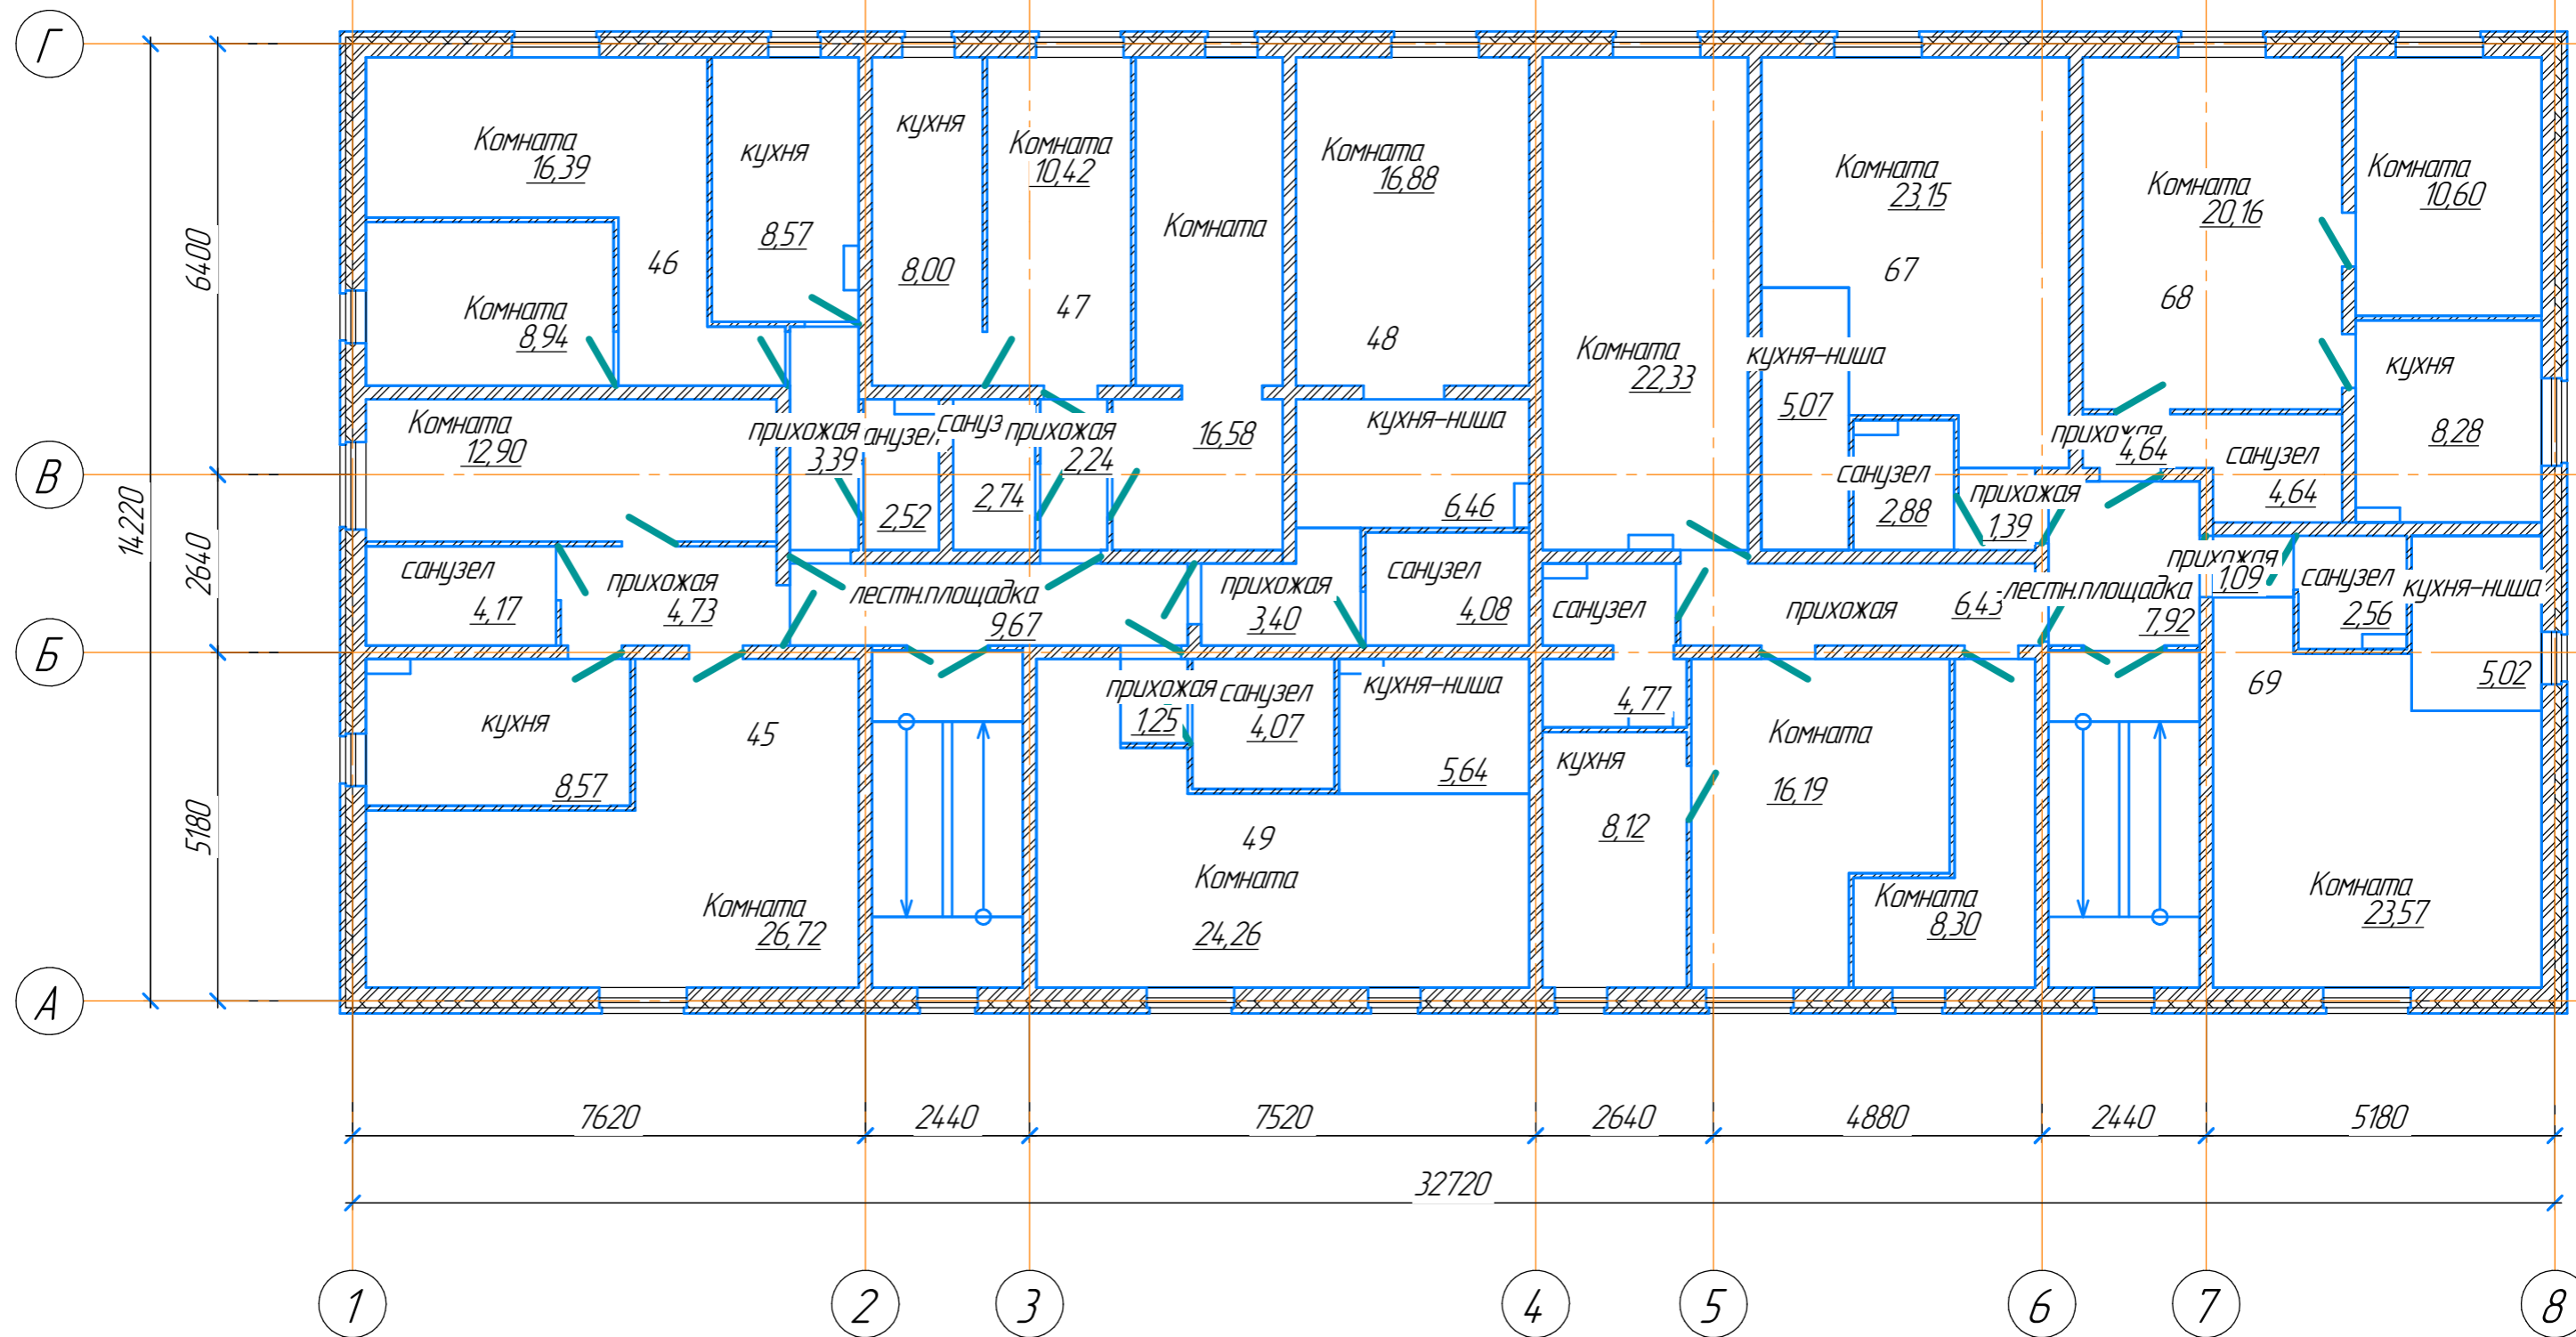 Г
В
Б
А
14220
6400
2640
5180
Комната
16,39
кухня
8,57
46
Комната
8,94
кухня
8,00
Комната
10,42
47
Комната
16,58
Комната
16,88
48
Комната
22,33
Комната
23,15
67
кухня-ниша
5,07
Комната
20,16
68
Комната
10,60
кухня
8,28
Комната
12,90
прихожая
3,39
анузел
2,52
сануз
2,74
прихожая
2,24
кухня-ниша
6,46
санузел
2,88
прихожая
1,39
прихожая
4,64
санузел
4,64
санузел
4,17
прихожая
4,73
лестн.площадка
9,67
прихожая
3,40
санузел
4,08
санузел
4,77
прихожая
6,43
лестн.площадка
7,92
прихожая
1,09
санузел
2,56
кухня-ниша
5,02
69
кухня
8,57
45
Комната
26,72
прихожая
1,25
санузел
4,07
кухня-ниша
5,64
49
Комната
24,26
кухня
8,12
Комната
16,19
Комната
8,30
Комната
23,57
7620
2440
7520
2640
4880
2440
5180
32720
1
2
3
4
5
6
7
8